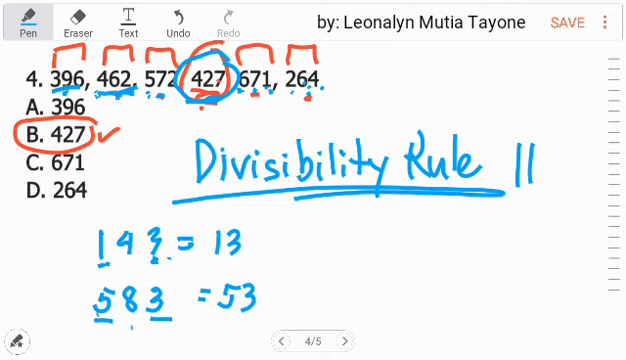 by: Leonalyn Mutia Tayone
SAVE
Pen
Eraser
Text
Undo
Redo
4. 396, 462, 572, 427, 671, 264
A. 396
B. 427
C. 671
D. 264
Divisibility Rule 11
143 = 13
583 = 53
4/5